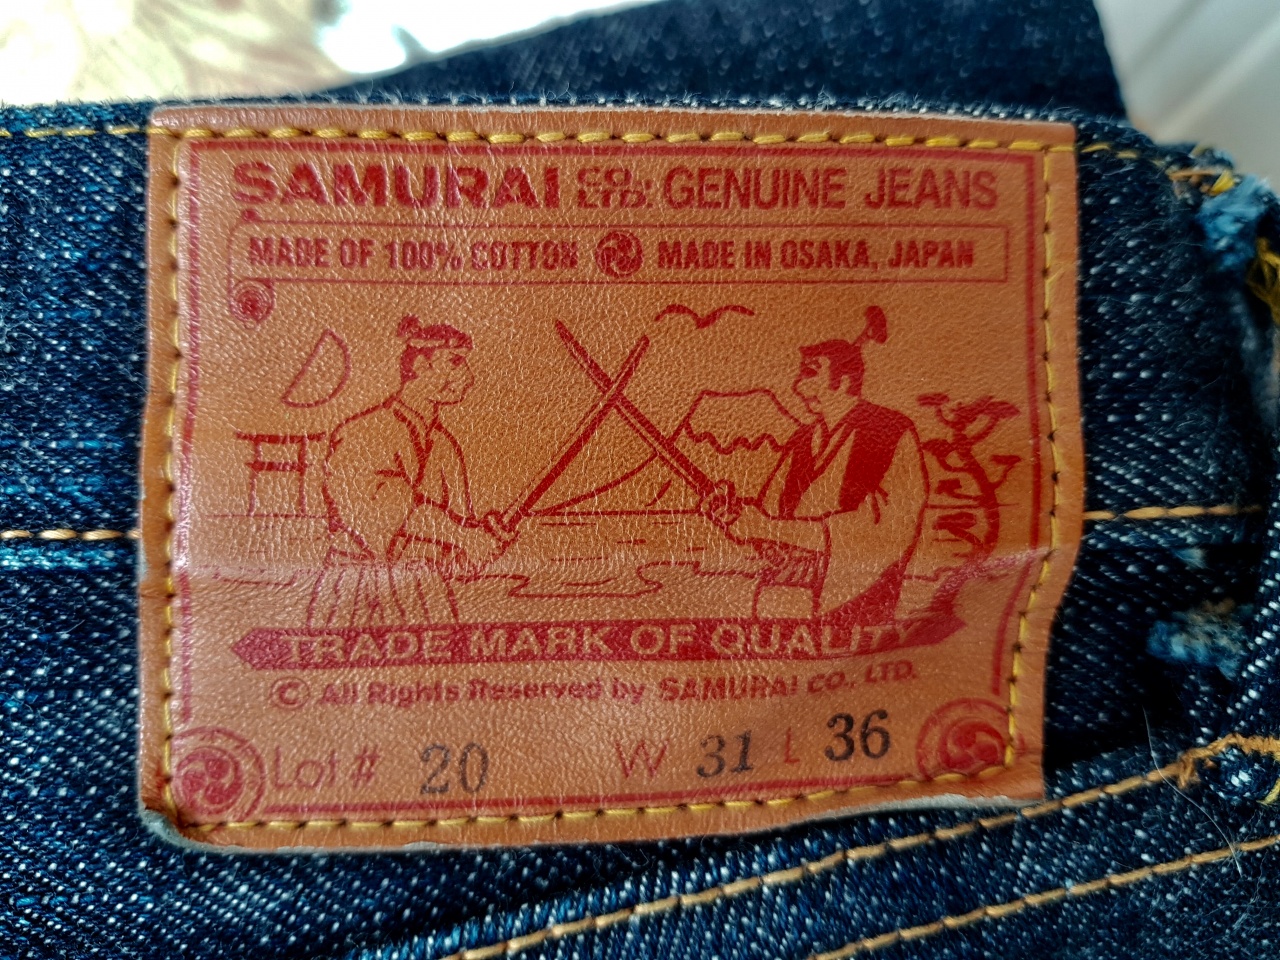 SAMURAI CO., LTD. GENUINE JEANS
MADE OF 100% COTTON MADE IN OSAKA, JAPAN
TRADE MARK OF QUALITY
© All Rights Reserved by SAMURAI CO., LTD.
Lot # 20 W 31 L 36